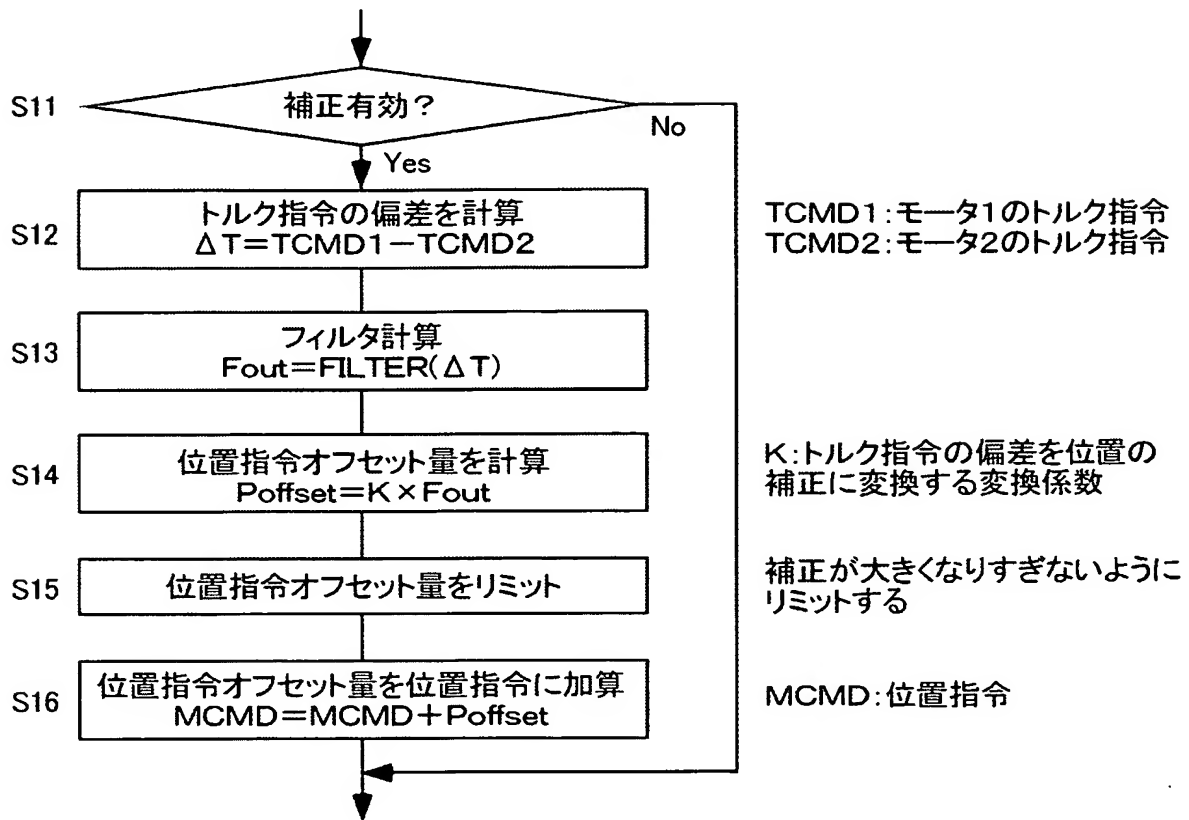 S11
補正有効？
No
Yes
S12
トルク指令の偏差を計算
ΔT＝TCMD1－TCMD2
TCMD1：モータ1のトルク指令
TCMD2：モータ2のトルク指令
S13
フィルタ計算
Fout＝FILTER（ΔT）
S14
位置指令オフセット量を計算
Poffset＝K×Fout
K：トルク指令の偏差を位置の
補正に変換する変換係数
S15
位置指令オフセット量をリミット
補正が大きくなりすぎないように
リミットする
S16
位置指令オフセット量を位置指令に加算
MCMD＝MCMD＋Poffset
MCMD：位置指令